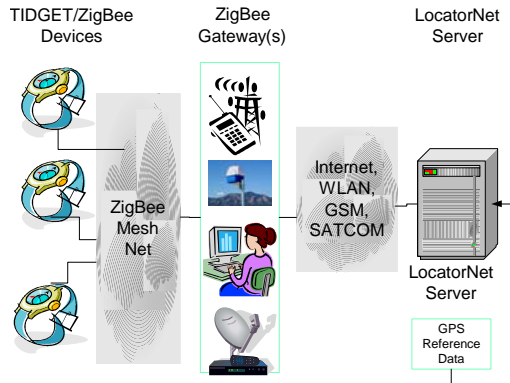 TIDGET/ZigBee
Devices
ZigBee
Gateway(s)
LocatorNet
Server
ZigBee
Mesh
Net
Internet,
WLAN,
GSM,
SATCOM
LocatorNet
Server
GPS
Reference
Data